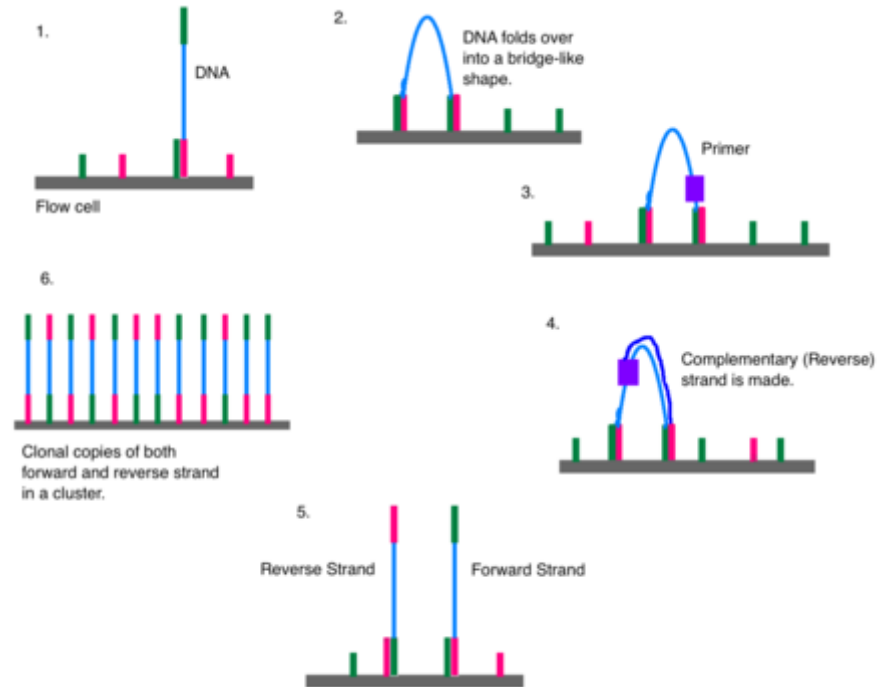 1.
DNA
Flow cell
2.
DNA folds over
into a bridge-like
shape.
3.
Primer
4.
Complementary (Reverse)
strand is made.
5.
Reverse Strand
Forward Strand
6.
Clonal copies of both
forward and reverse strand
in a cluster.